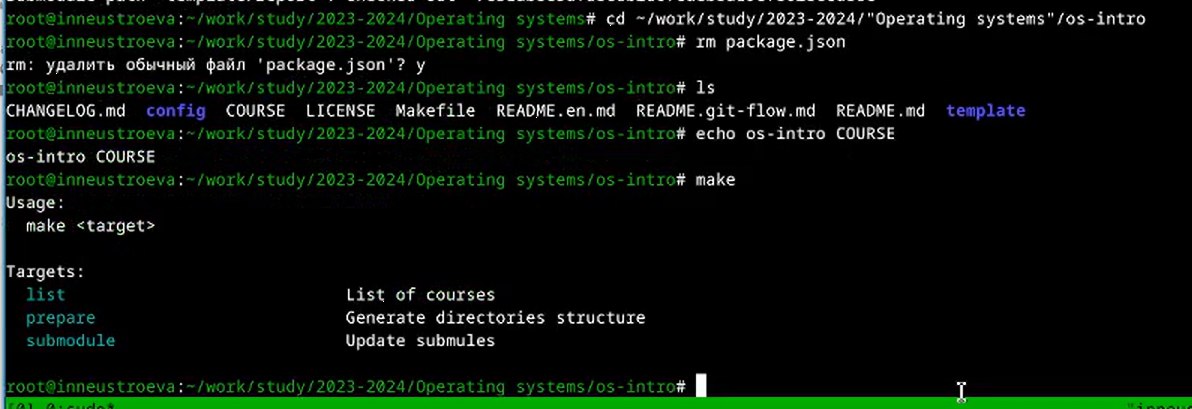 root@inneustroeva:~/work/study/2023-2024/Operating systems# cd ~/work/study/2023-2024/"Operating systems"/os-intro
root@inneustroeva:~/work/study/2023-2024/Operating systems/os-intro# rm package.json
rm: удалить обычный файл 'package.json'? y
root@inneustroeva:~/work/study/2023-2024/Operating systems/os-intro# ls
CHANGELOG.md config COURSE LICENSE Makefile README.en.md README.git-flow.md README.md template
root@inneustroeva:~/work/study/2023-2024/Operating systems/os-intro# echo os-intro COURSE
os-intro COURSE
root@inneustroeva:~/work/study/2023-2024/Operating systems/os-intro# make
Usage:
make <target>
Targets:
list List of courses
prepare Generate directories structure
submodule Update submules
root@inneustroeva:~/work/study/2023-2024/Operating systems/os-intro#